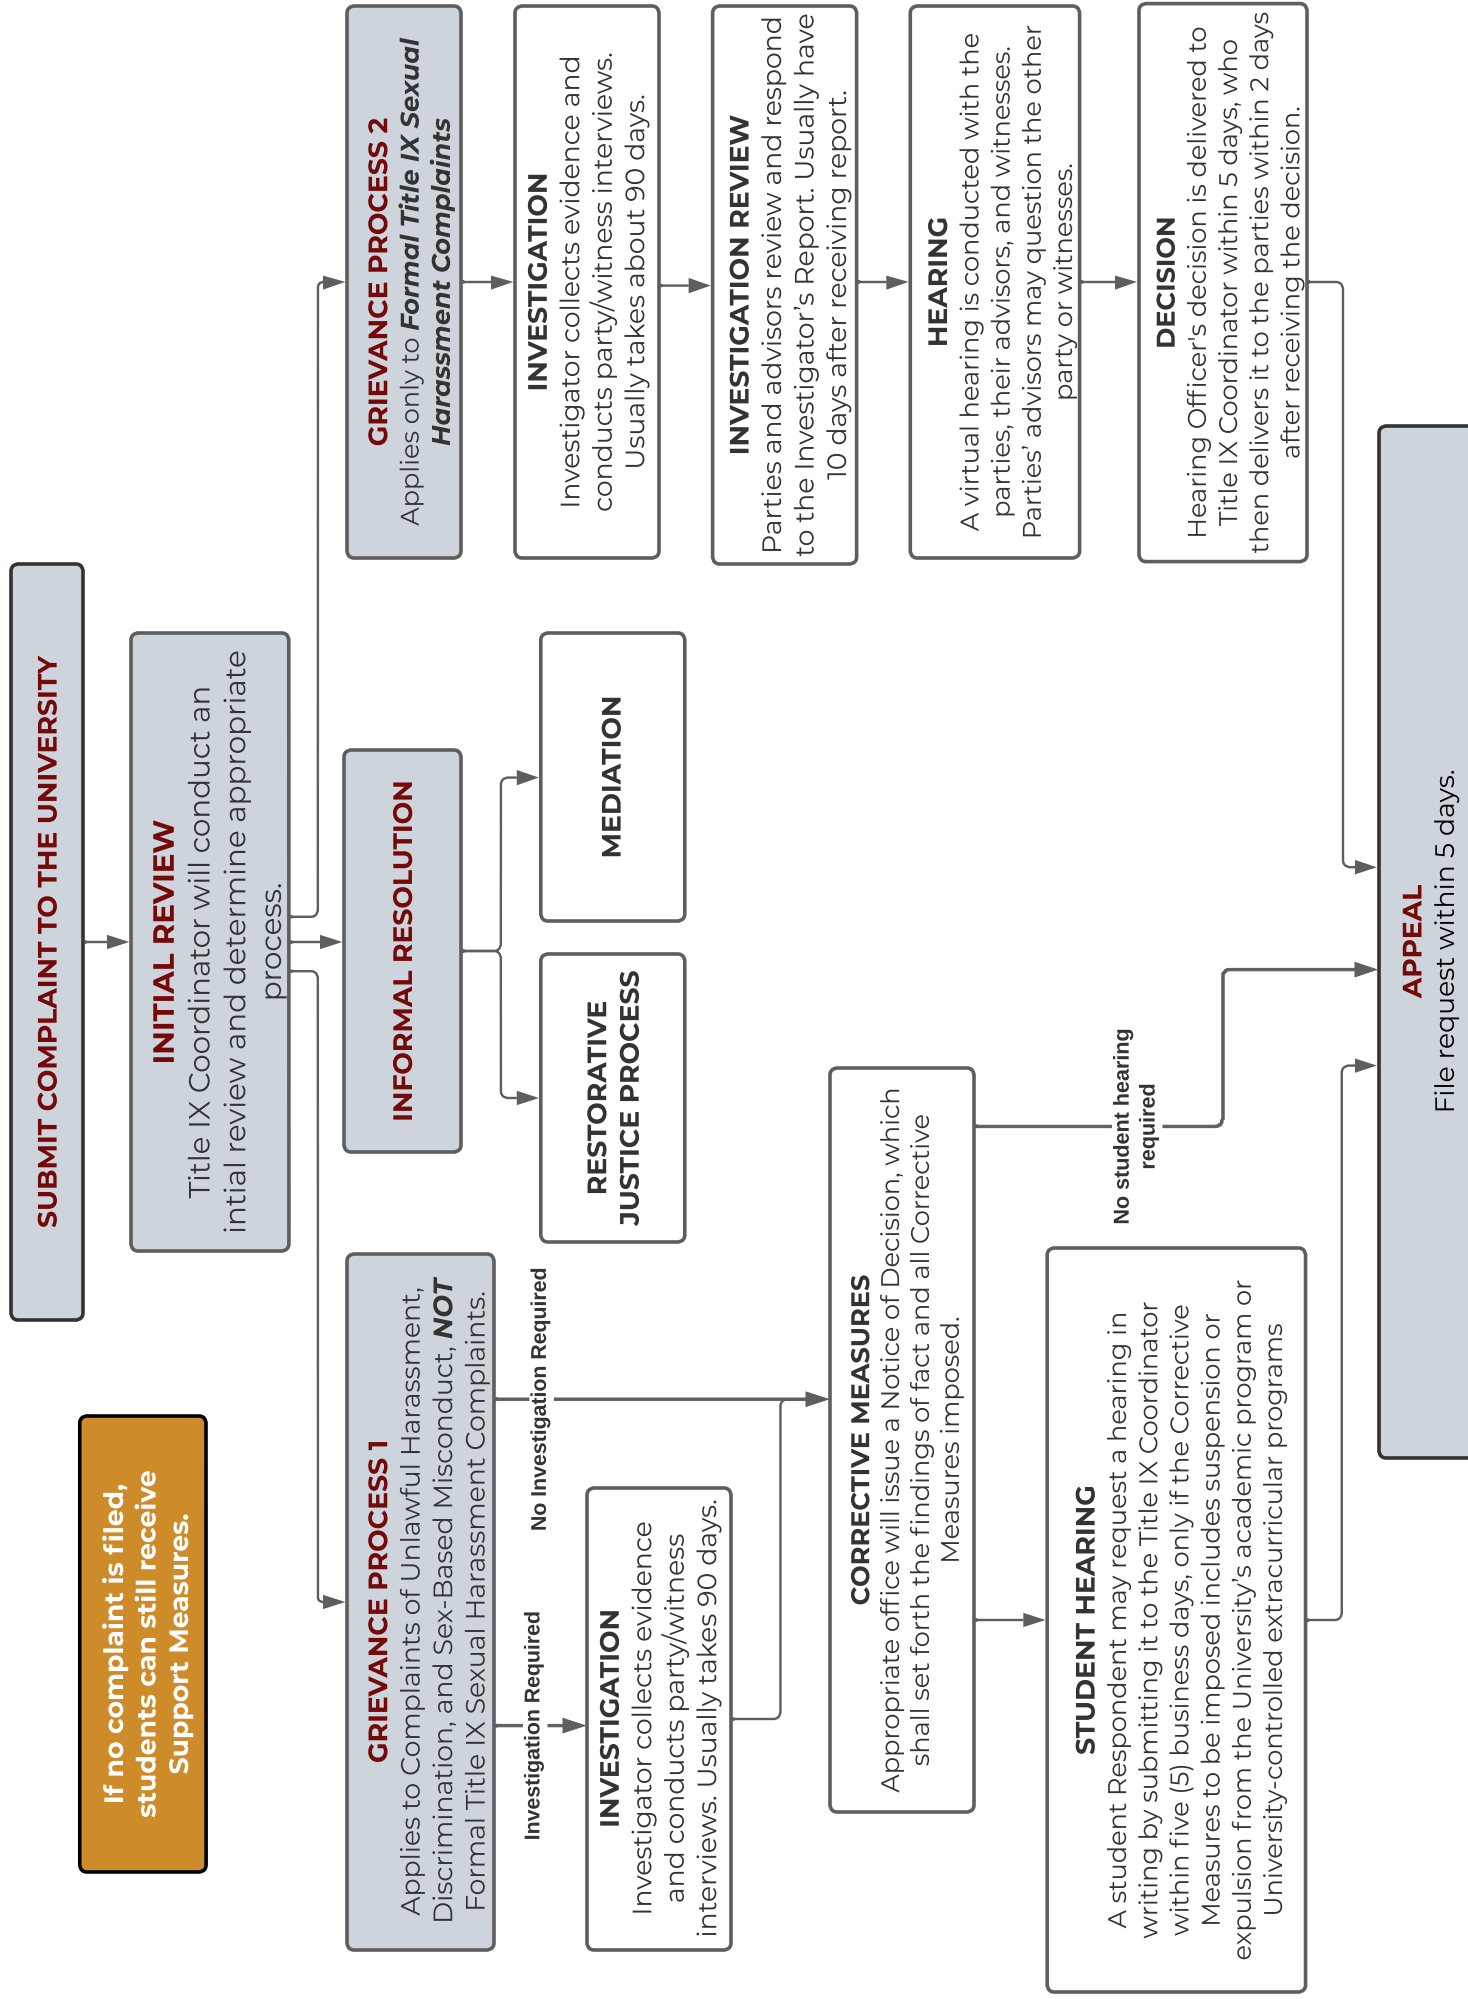 SUBMIT COMPLAINT TO THE UNIVERSITY
If no complaint is filed,
students can still receive
Support Measures.
INITIAL REVIEW
Title IX Coordinator will conduct an
intial review and determine appropriate
process.
GRIEVANCE PROCESS 1
Applies to Complaints of Unlawful Harassment,
Discrimination, and Sex-Based Misconduct, NOT
Formal Title IX Sexual Harassment Complaints.
INFORMAL RESOLUTION
GRIEVANCE PROCESS 2
Applies only to Formal Title IX Sexual
Harassment Complaints
Investigation Required
No Investigation Required
INVESTIGATION
Investigator collects evidence
and conducts party/witness
interviews. Usually takes 90 days.
RESTORATIVE
JUSTICE PROCESS
MEDIATION
INVESTIGATION
Investigator collects evidence and
conducts party/witness interviews.
Usually takes about 90 days.
INVESTIGATION REVIEW
Parties and advisors review and respond
to the Investigator's Report. Usually have
10 days after receiving report.
CORRECTIVE MEASURES
Appropriate office will issue a Notice of Decision, which
shall set forth the findings of fact and all Corrective
Measures imposed.
HEARING
A virtual hearing is conducted with the
parties, their advisors, and witnesses.
Parties' advisors may question the other
party or witnesses.
STUDENT HEARING
A student Respondent may request a hearing in
writing by submitting it to the Title IX Coordinator
within five (5) business days, only if the Corrective
Measures to be imposed includes suspension or
expulsion from the University's academic program or
University-controlled extracurricular programs
No student hearing
required
DECISION
Hearing Officer's decision is delivered to
Title IX Coordinator within 5 days, who
then delivers it to the parties within 2 days
after receiving the decision.
APPEAL
File request within 5 days.